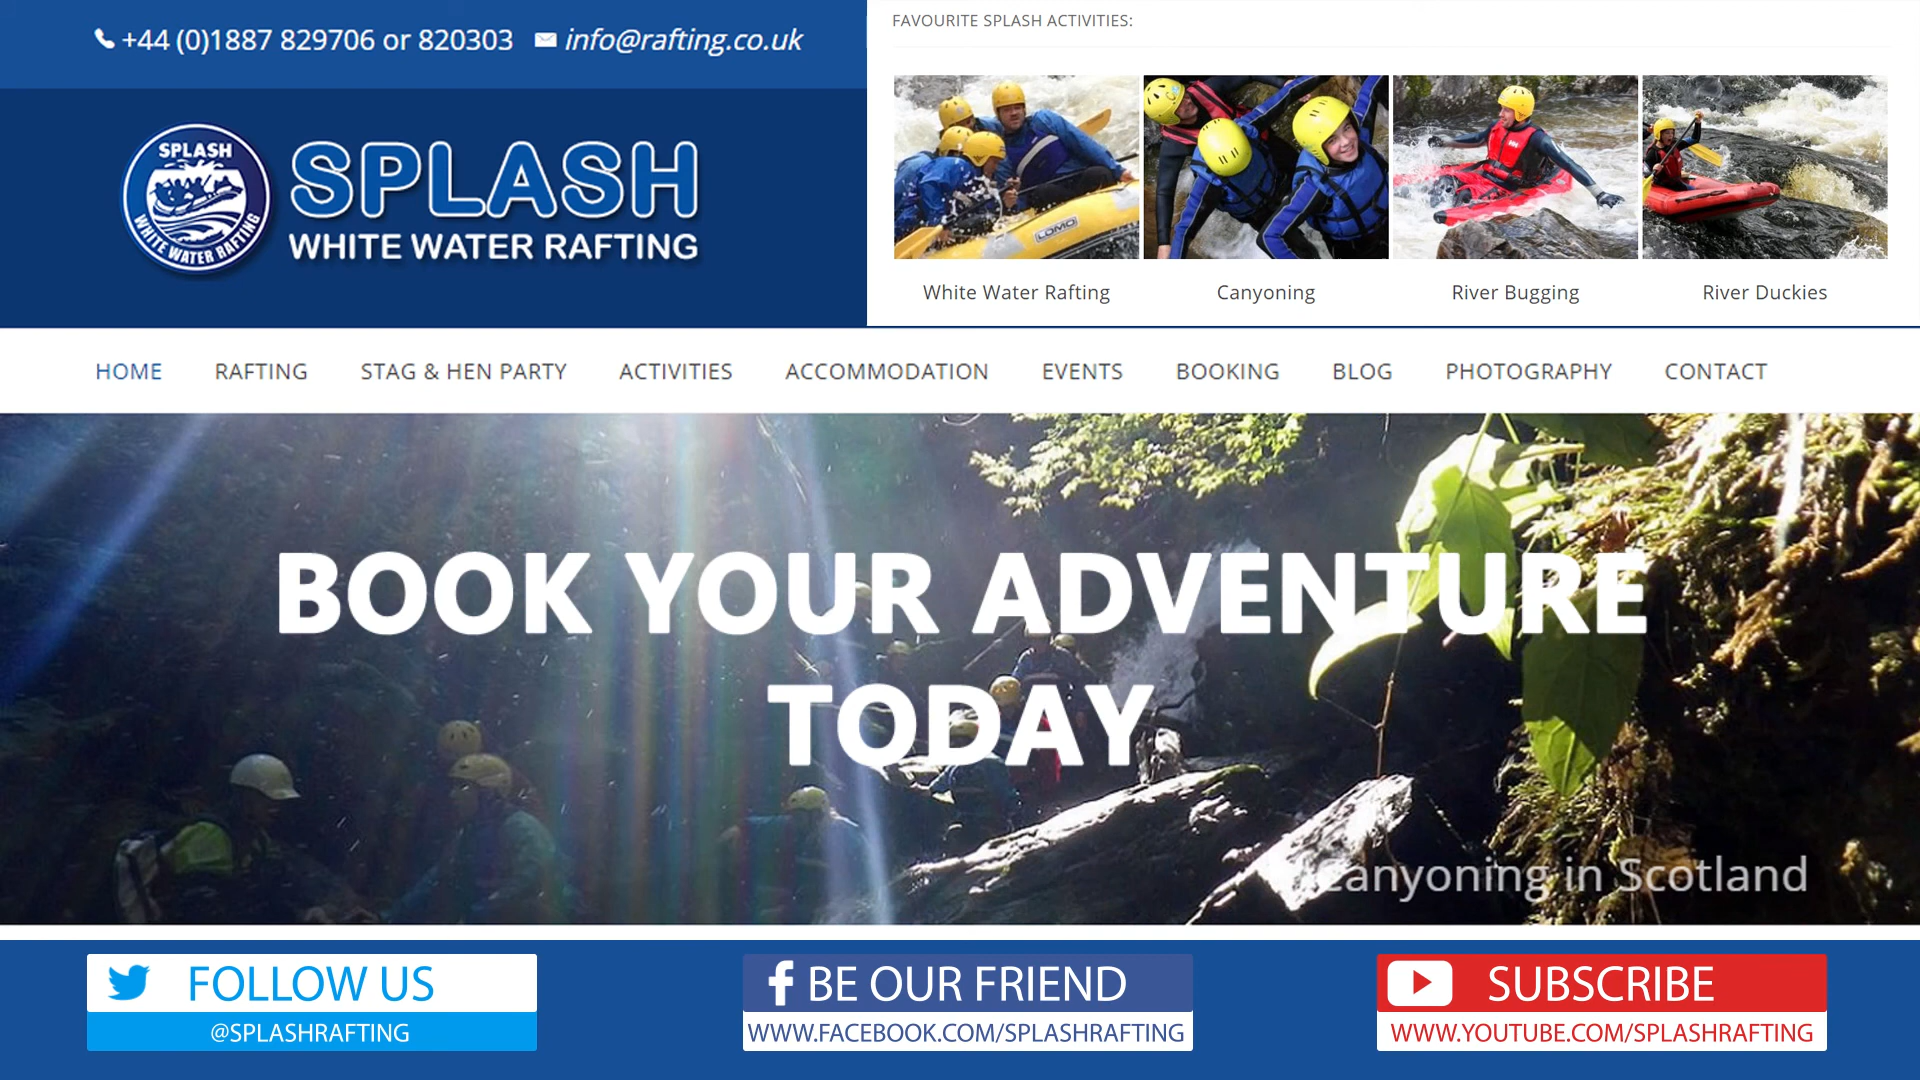 +44 (0)1887 829706 or 820303 info@rafting.co.uk
FAVOURITE SPLASH ACTIVITIES:
SPLASH
WHITE WATER RAFTING
SPLASH
WHITE WATER RAFTING
LOMO
White Water Rafting
Canyoning
River Bugging
River Duckies
HOME RAFTING STAG & HEN PARTY ACTIVITIES ACCOMMODATION EVENTS BOOKING BLOG PHOTOGRAPHY CONTACT
BOOK YOUR ADVENTURE
TODAY
Canyoning in Scotland
FOLLOW US
@SPLASHRAFTING
BE OUR FRIEND
WWW.FACEBOOK.COM/SPLASHRAFTING
SUBSCRIBE
WWW.YOUTUBE.COM/SPLASHRAFTING